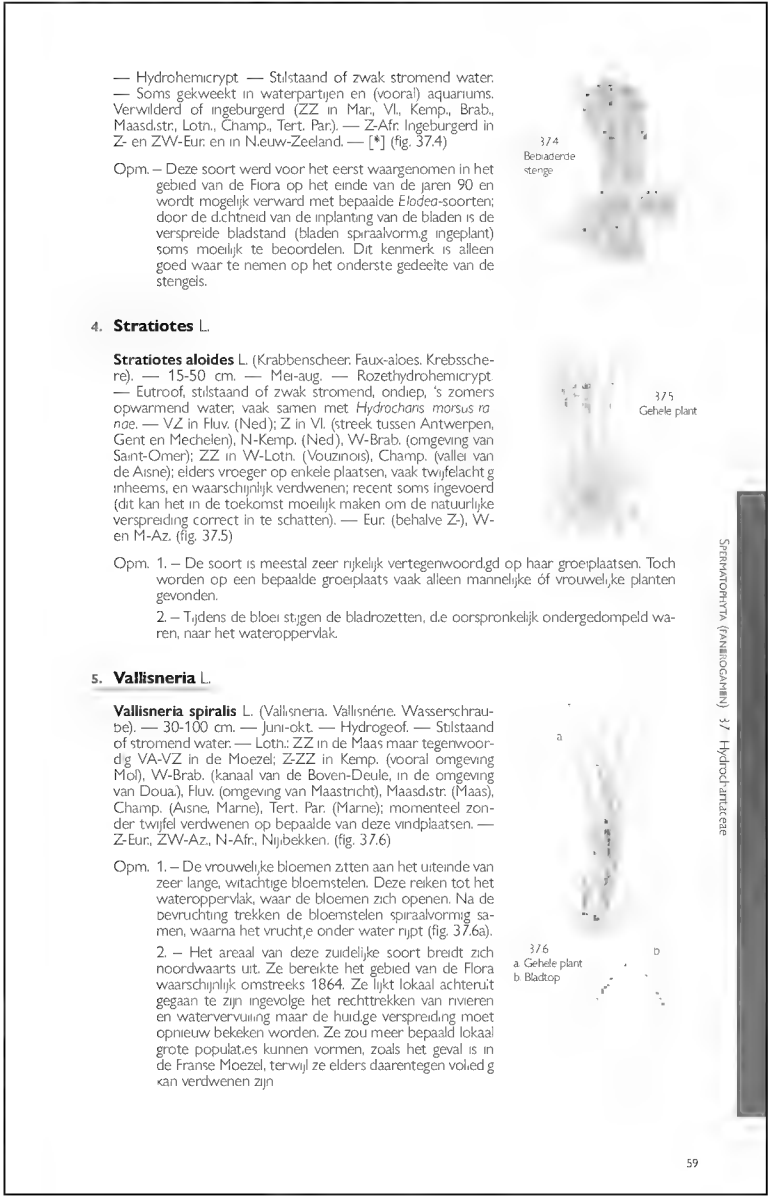 — Hydrohemicrypt. — Stilstaand of zwak stromend water.
— Soms gekweekt in waterpartijen en (vooral) aquariums.
Verwilderd of ingeburgerd (ZZ in Mar., Vl., Kemp., Brab.,
Maasd.str., Lotn., Champ., Tert. Par.). — Z-Afr. Ingeburgerd in
Z- en ZW-Eur. en in Nieuw-Zeeland. — [*] (fig. 37.4)
Opm. – Deze soort werd voor het eerst waargenomen in het
gebied van de Flora op het einde van de jaren 90 en
wordt mogelijk verward met bepaalde Elodea-soorten;
door de dichtheid van de inplanting van de bladen is de
verspreide bladstand (bladen spiraalvormig ingeplant)
soms moeilijk te beoordelen. Dit kenmerk is alleen
goed waar te nemen op het onderste gedeelte van de
stengels.
37.4
Bebladerde
stengel
4. Stratiotes L.
Stratiotes aloides L. (Krabbenscheer. Faux-aloes. Krebssche-
re). — 15-50 cm. — Mei-aug. — Rozethydrohemicrypt.
— Eutroof, stilstaand of zwak stromend, ondiep, 's zomers
opwarmend water, vaak samen met Hydrocharis morsus ra
nae. — VZ in Fluv. (Ned.); Z in Vl. (streek tussen Antwerpen,
Gent en Mechelen), N-Kemp. (Ned.), W-Brab. (omgeving van
Saint-Omer); ZZ in W-Lotn. (Vouzinois), Champ. (vallei van
de Aisne); elders vroeger op enkele plaatsen, vaak twijfelachtig
inheems, en waarschijnlijk verdwenen; recent soms ingevoerd
(dit kan het in de toekomst moeilijk maken om de natuurlijke
verspreiding correct in te schatten). — Eur. (behalve Z-), W-
en M-Az. (fig. 37.5)
37.5
Gehele plant
Opm. 1. – De soort is meestal zeer rijkelijk vertegenwoordigd op haar groeiplaatsen. Toch
worden op een bepaalde groeiplaats vaak alleen mannelijke óf vrouwelijke planten
gevonden.
2. – Tijdens de bloei stijgen de bladrozetten, die oorspronkelijk ondergedompeld wa-
ren, naar het wateroppervlak.
5. Vallisneria L.
Vallisneria spiralis L. (Vallisneria. Vallisnérie. Wasserschrau-
be). — 30-100 cm. — Juni-okt. — Hydrogeof. — Stilstaand
of stromend water. — Loth.: ZZ in de Maas maar tegenwoor-
dig VA-VZ in de Moezel; Z-ZZ in Kemp. (vooral omgeving
Mol), W-Brab. (kanaal van de Boven-Deule, in de omgeving
van Douai), Fluv. (omgeving van Maastricht), Maasd.str. (Maas),
Champ. (Aisne, Marne), Tert. Par. (Marne); momenteel zon-
der twijfel verdwenen op bepaalde van deze vindplaatsen. —
Z-Eur., ZW-Az., N-Afr., Nijlbekken. (fig. 37.6)
Opm. 1. – De vrouwelijke bloemen zitten aan het uiteinde van
zeer lange, witachtige bloemstelen. Deze reiken tot het
wateroppervlak, waar de bloemen zich openen. Na de
bevruchting trekken de bloemstelen spiraalvormig sa-
men, waarna het vruchtje onder water rijpt (fig. 37.6a).
2. – Het areaal van deze zuidelijke soort breidt zich
noordwaarts uit. Ze bereikte het gebied van de Flora
waarschijnlijk omstreeks 1864. Ze lijkt lokaal achteruit
gegaan te zijn ingevolge het rechttrekken van rivieren
en watervervuiling maar de huidige verspreiding moet
opnieuw bekeken worden. Ze zou meer bepaald lokaal
grote populaties kunnen vormen, zoals het geval is in
de Franse Moezel, terwijl ze elders daarentegen volledig
kan verdwenen zijn
a
b
37.6
a. Gehele plant
b. Bladtop
SPERMATOPHYTA (FANEROGAMEN) 37 Hydrocharitaceae
59